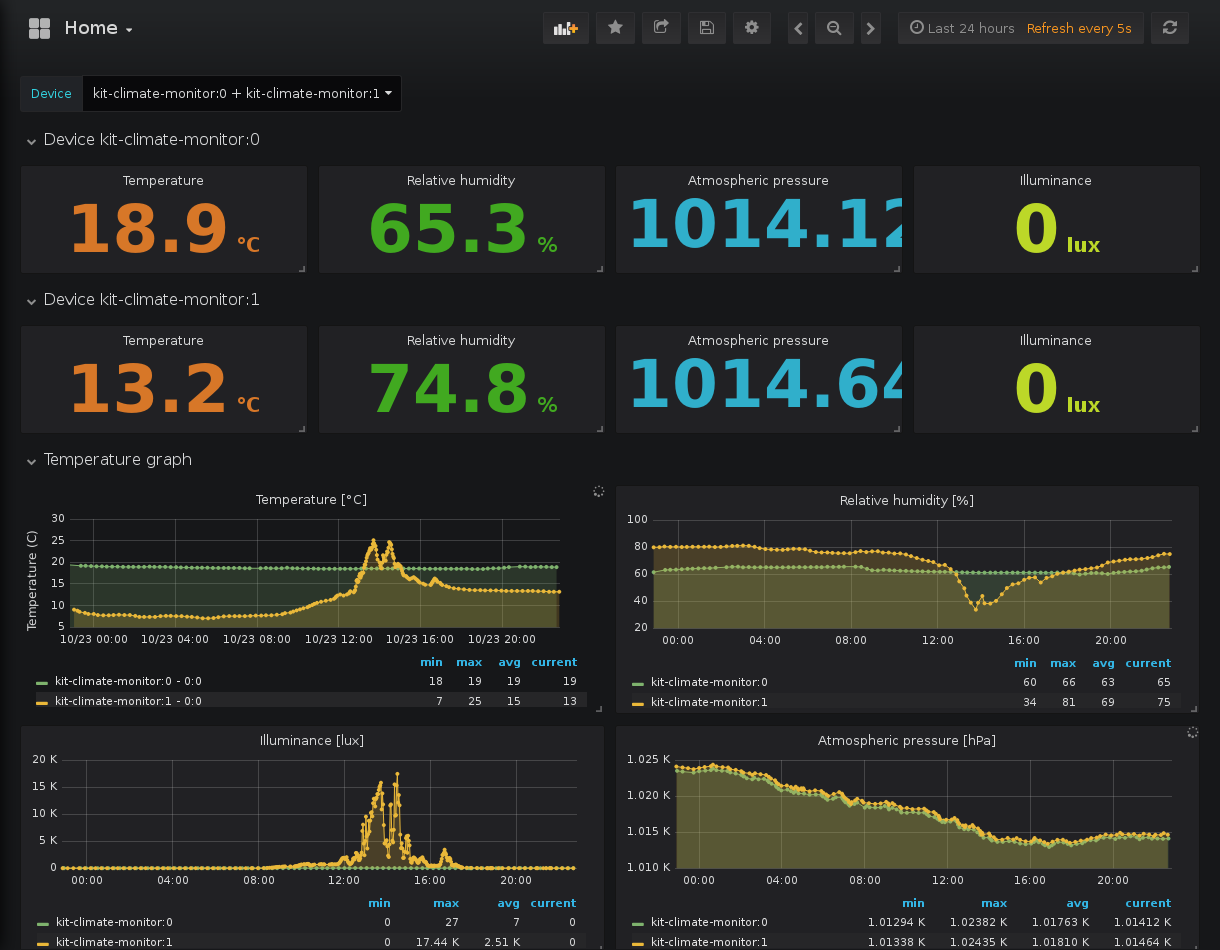 Home
Last 24 hours Refresh every 5s
Device kit-climate-monitor:0 + kit-climate-monitor:1
Device kit-climate-monitor:0
Temperature Relative humidity Atmospheric pressure Illuminance
18.9 °C 65.3 % 1014.12 0 lux
Device kit-climate-monitor:1
Temperature Relative humidity Atmospheric pressure Illuminance
13.2 °C 74.8 % 1014.64 0 lux
Temperature graph
Temperature [°C]
Temperature (C)
30
25
20
15
10
5
10/23 00:00 10/23 04:00 10/23 08:00 10/23 12:00 10/23 16:00 10/23 20:00
min max avg current
kit-climate-monitor:0 - 0:0 18 19 19 19
kit-climate-monitor:1 - 0:0 7 25 15 13
Relative humidity [%]
100
80
60
40
20
00:00 04:00 08:00 12:00 16:00 20:00
min max avg current
kit-climate-monitor:0 60 66 63 65
kit-climate-monitor:1 34 81 69 75
Illuminance [lux]
20 K
15 K
10 K
5 K
0
00:00 04:00 08:00 12:00 16:00 20:00
min max avg current
kit-climate-monitor:0 0 27 7 0
kit-climate-monitor:1 0 17.44 K 2.51 K 0
Atmospheric pressure [hPa]
1.025 K
1.020 K
1.015 K
1.010 K
00:00 04:00 08:00 12:00 16:00 20:00
min max avg current
kit-climate-monitor:0 1.01294 K 1.02382 K 1.01763 K 1.01412 K
kit-climate-monitor:1 1.01338 K 1.02435 K 1.01810 K 1.01464 K